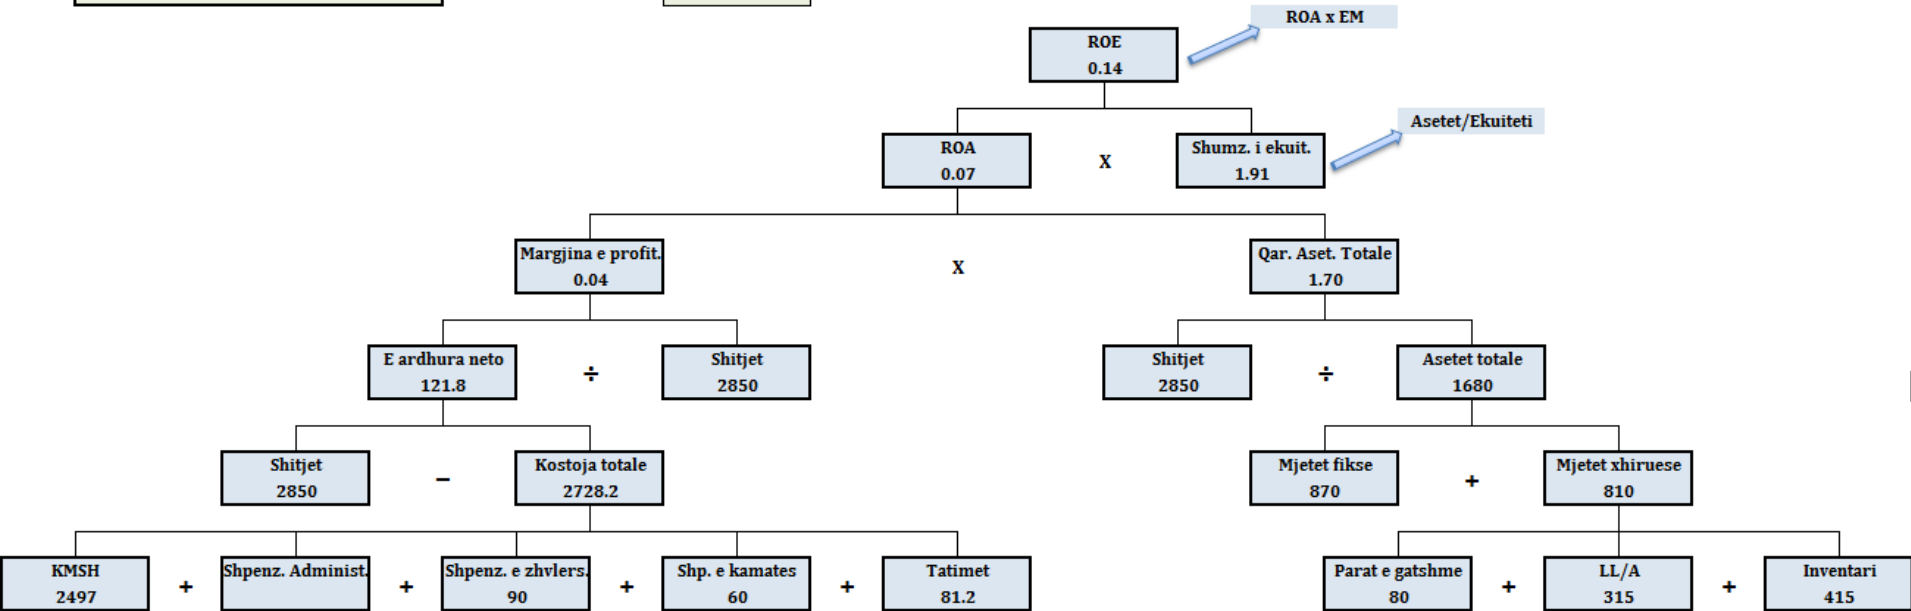 ROA x EM
ROE
0.14
Asetet/Ekuiteti
ROA
0.07
X
Shumz. i ekuit.
1.91
Margjina e profit.
0.04
X
Qar. Aset. Totale
1.70
E ardhura neto
121.8
÷
Shitjet
2850
Shitjet
2850
÷
Asetet totale
1680
Shitjet
2850
−
Kostoja totale
2728.2
Mjetet fikse
870
+
Mjetet xhiruese
810
KMSH
2497
+
Shpenz. Administ.
+
Shpenz. e zhvlers.
90
+
Shp. e kamates
60
+
Tatimet
81.2
Parat e gatshme
80
+
LL/A
315
+
Inventari
415